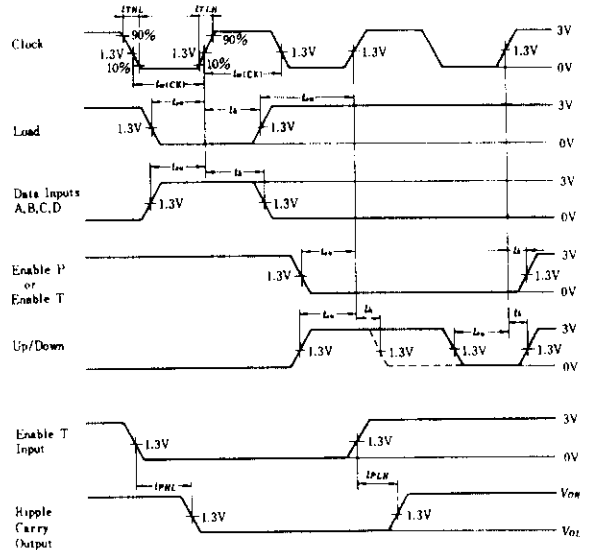 tTHL tTLH
Clock 1.3V 90% 10% 90% 10% 1.3V 1.3V 1.3V 3V 0V
tw(CK) tw(CK)
tsu th tsu
Load 1.3V 1.3V 3V 0V
tsu th
Data Inputs
A,B,C,D 1.3V 1.3V 3V 0V
tsu th
Enable P
or
Enable T 1.3V 1.3V 3V 0V
tsu th tsu th
Up/Down 1.3V 1.3V 1.3V 1.3V 3V 0V
Enable T
Input 1.3V 1.3V 3V 0V
tPHL tPLH
Ripple
Carry
Output 1.3V 1.3V VOH VOL